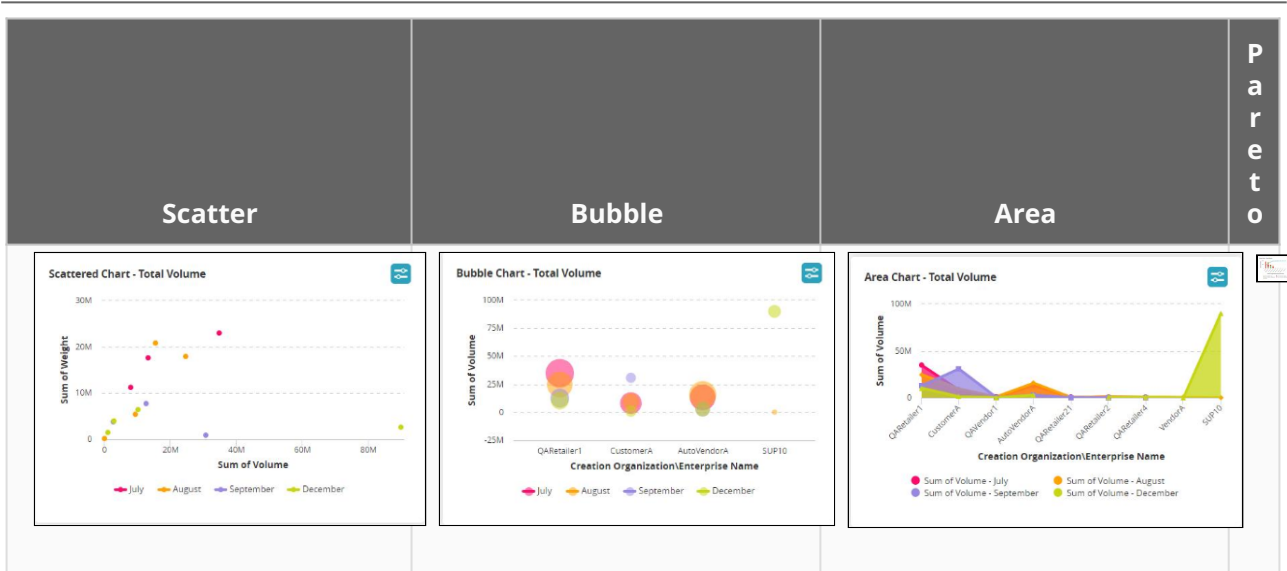 Scatter
Bubble
Area
Pareto
Scattered Chart - Total Volume
30M
20M
10M
0
Sum of Weight
0 20M 40M 60M 80M
Sum of Volume
July August September December
Bubble Chart - Total Volume
100M
75M
50M
25M
0
-25M
Sum of Volume
QARetailer1 CustomerA AutoVendorA SUP10
Creation Organization\Enterprise Name
July August September December
Area Chart - Total Volume
100M
50M
0
Sum of Volume
QARetailer1 CustomerA QAVendor1 AutoVendorA QARetailer21 QARetailer2 QARetailer4 VendorA SUP10
Creation Organization\Enterprise Name
Sum of Volume - July Sum of Volume - August
Sum of Volume - September Sum of Volume - December